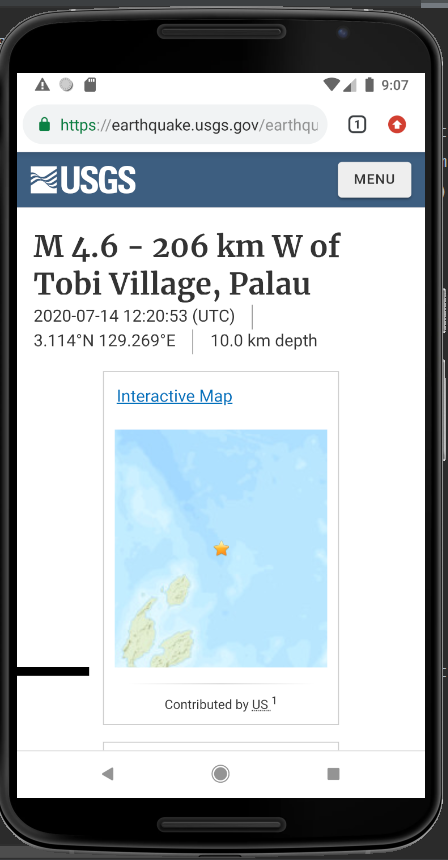 9:07
https://earthquake.usgs.gov/earthqu
1
USGS
MENU
M 4.6 - 206 km W of
Tobi Village, Palau
2020-07-14 12:20:53 (UTC)
3.114°N 129.269°E
10.0 km depth
Interactive Map
Contributed by US 1